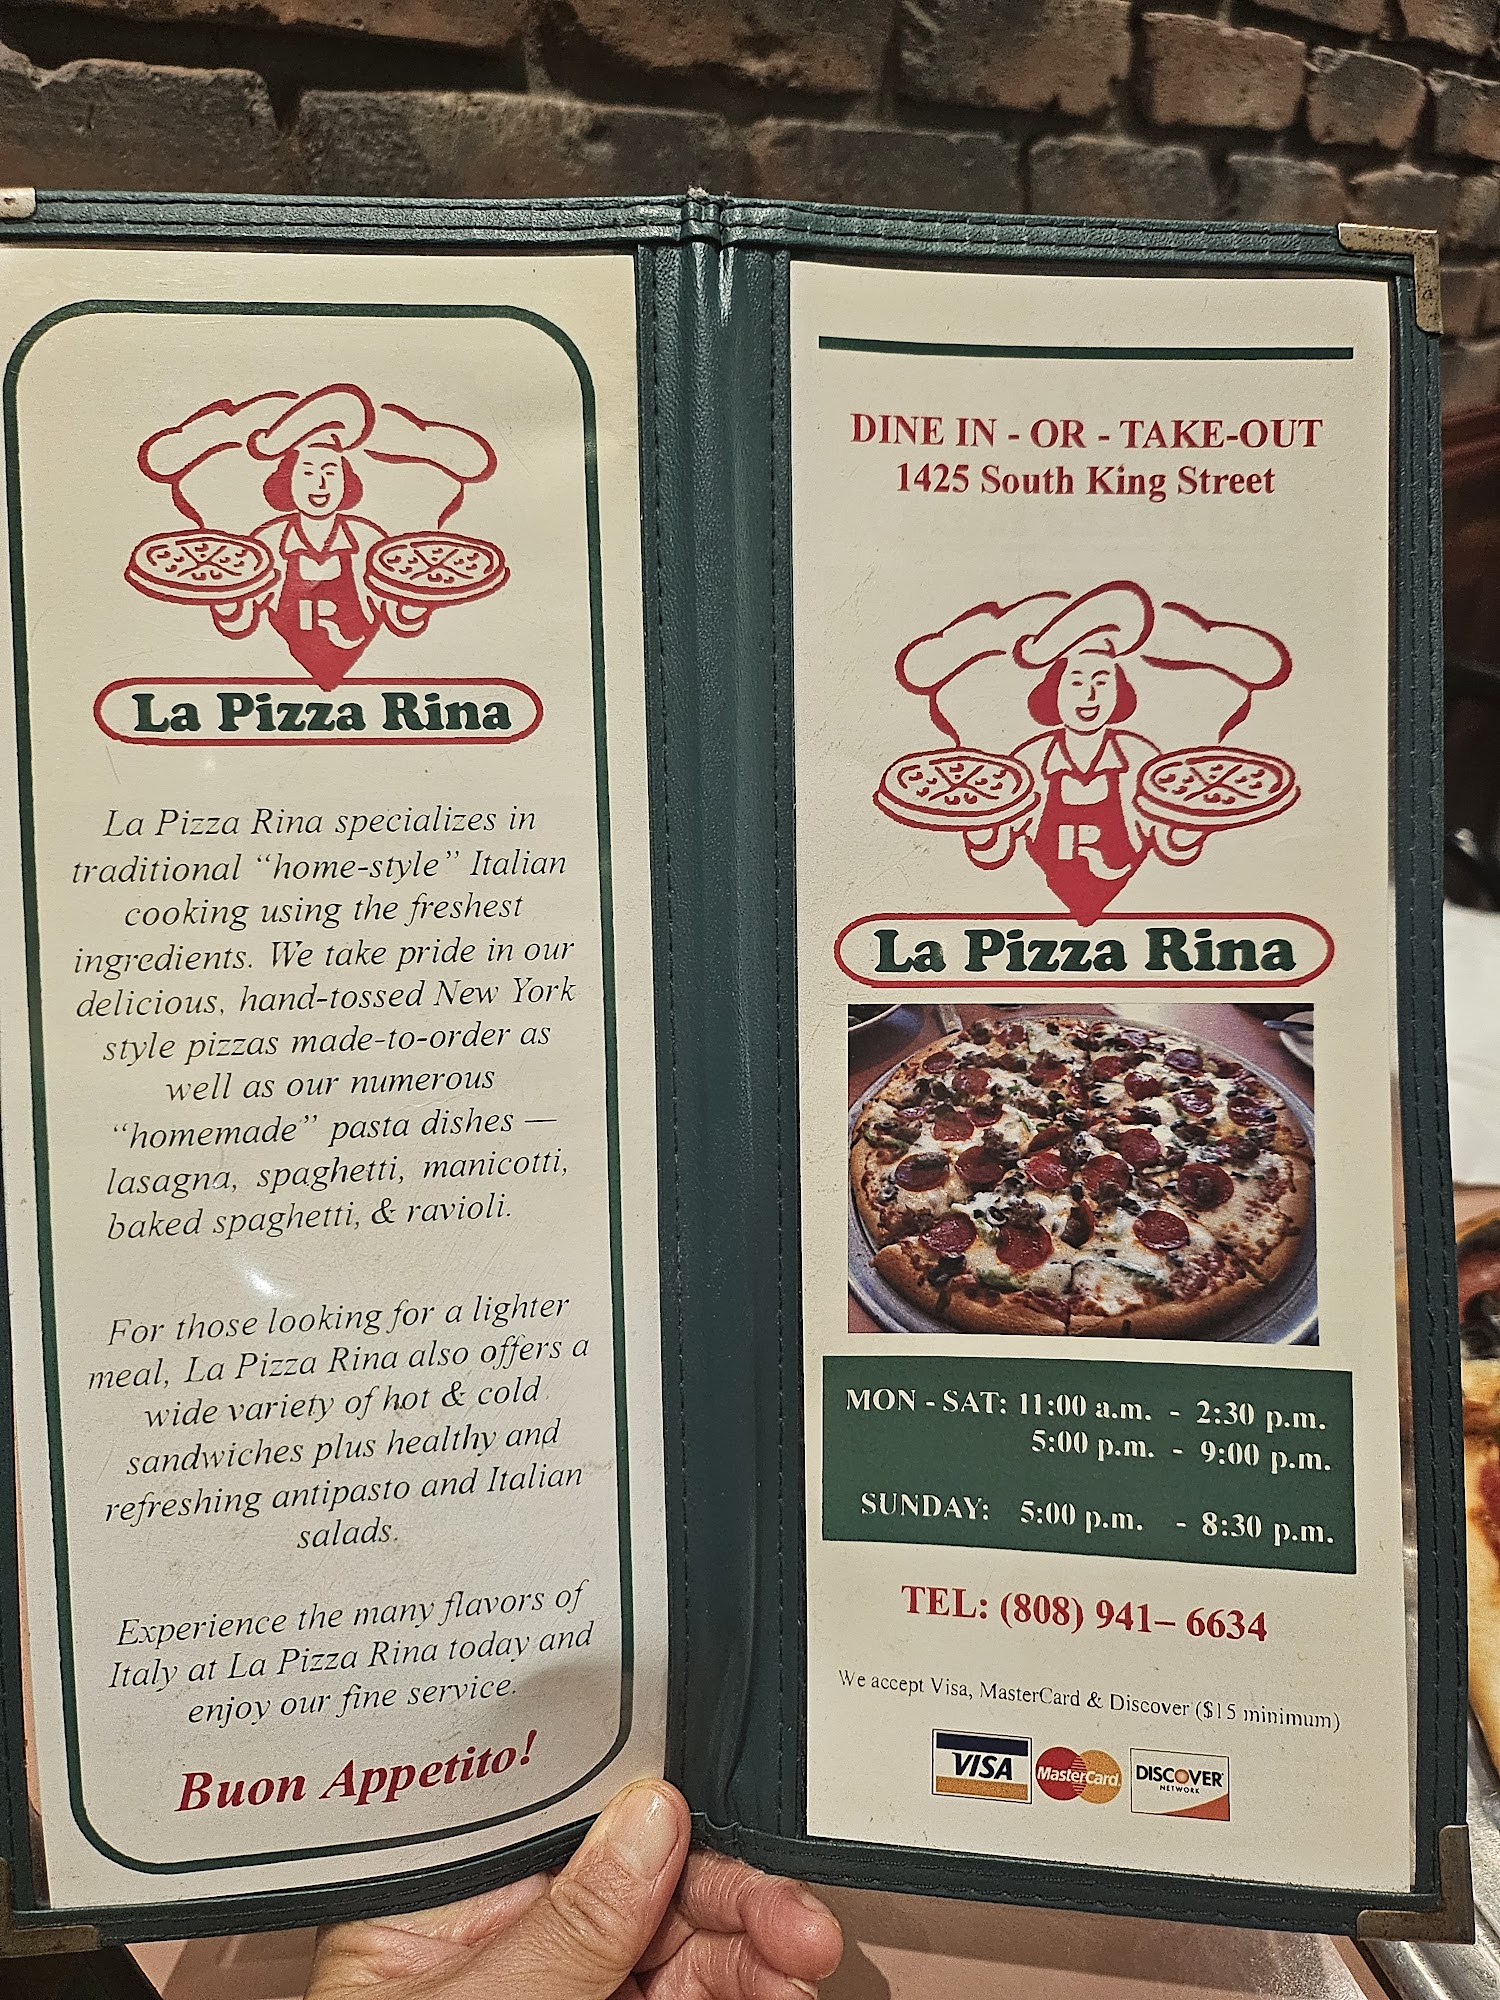 R
La Pizza Rina
La Pizza Rina specializes in
traditional “home-style” Italian
cooking using the freshest
ingredients. We take pride in our
delicious, hand-tossed New York
style pizzas made-to-order as
well as our numerous
“homemade” pasta dishes —
lasagna, spaghetti, manicotti,
baked spaghetti, & ravioli.
For those looking for a lighter
meal, La Pizza Rina also offers a
wide variety of hot & cold
sandwiches plus healthy and
refreshing antipasto and Italian
salads.
Experience the many flavors of
Italy at La Pizza Rina today and
enjoy our fine service.
Buon Appetito!
DINE IN - OR - TAKE-OUT
1425 South King Street
R
La Pizza Rina
MON - SAT: 11:00 a.m. - 2:30 p.m.
5:00 p.m. - 9:00 p.m.
SUNDAY: 5:00 p.m. - 8:30 p.m.
TEL: (808) 941– 6634
We accept Visa, MasterCard & Discover ($15 minimum)
VISA MasterCard DISCOVER
NETWORK